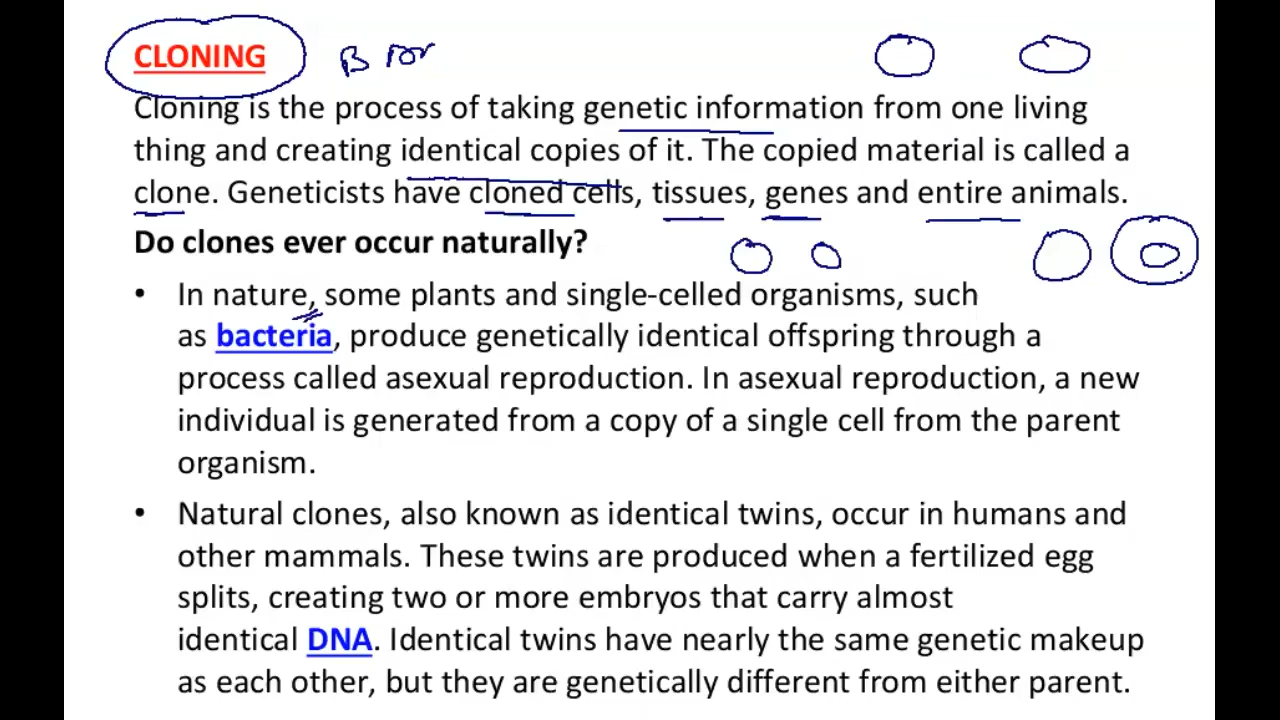 CLONING
Cloning is the process of taking genetic information from one living
thing and creating identical copies of it. The copied material is called a
clone. Geneticists have cloned cells, tissues, genes and entire animals.
Do clones ever occur naturally?
• In nature, some plants and single-celled organisms, such
as bacteria, produce genetically identical offspring through a
process called asexual reproduction. In asexual reproduction, a new
individual is generated from a copy of a single cell from the parent
organism.
• Natural clones, also known as identical twins, occur in humans and
other mammals. These twins are produced when a fertilized egg
splits, creating two or more embryos that carry almost
identical DNA. Identical twins have nearly the same genetic makeup
as each other, but they are genetically different from either parent.